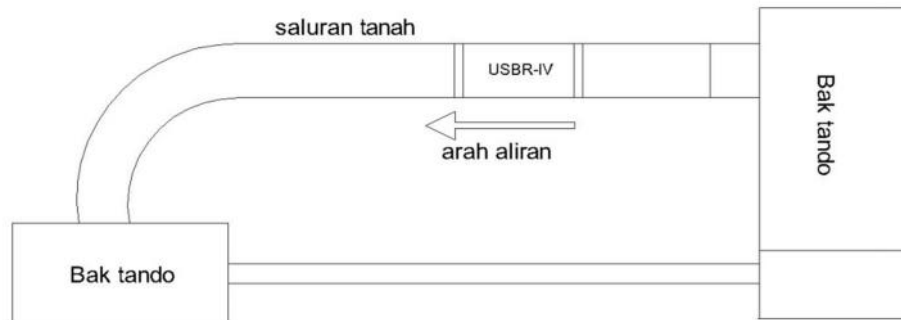 saluran tanah
USBR-IV
arah aliran
Bak tando
Bak tando